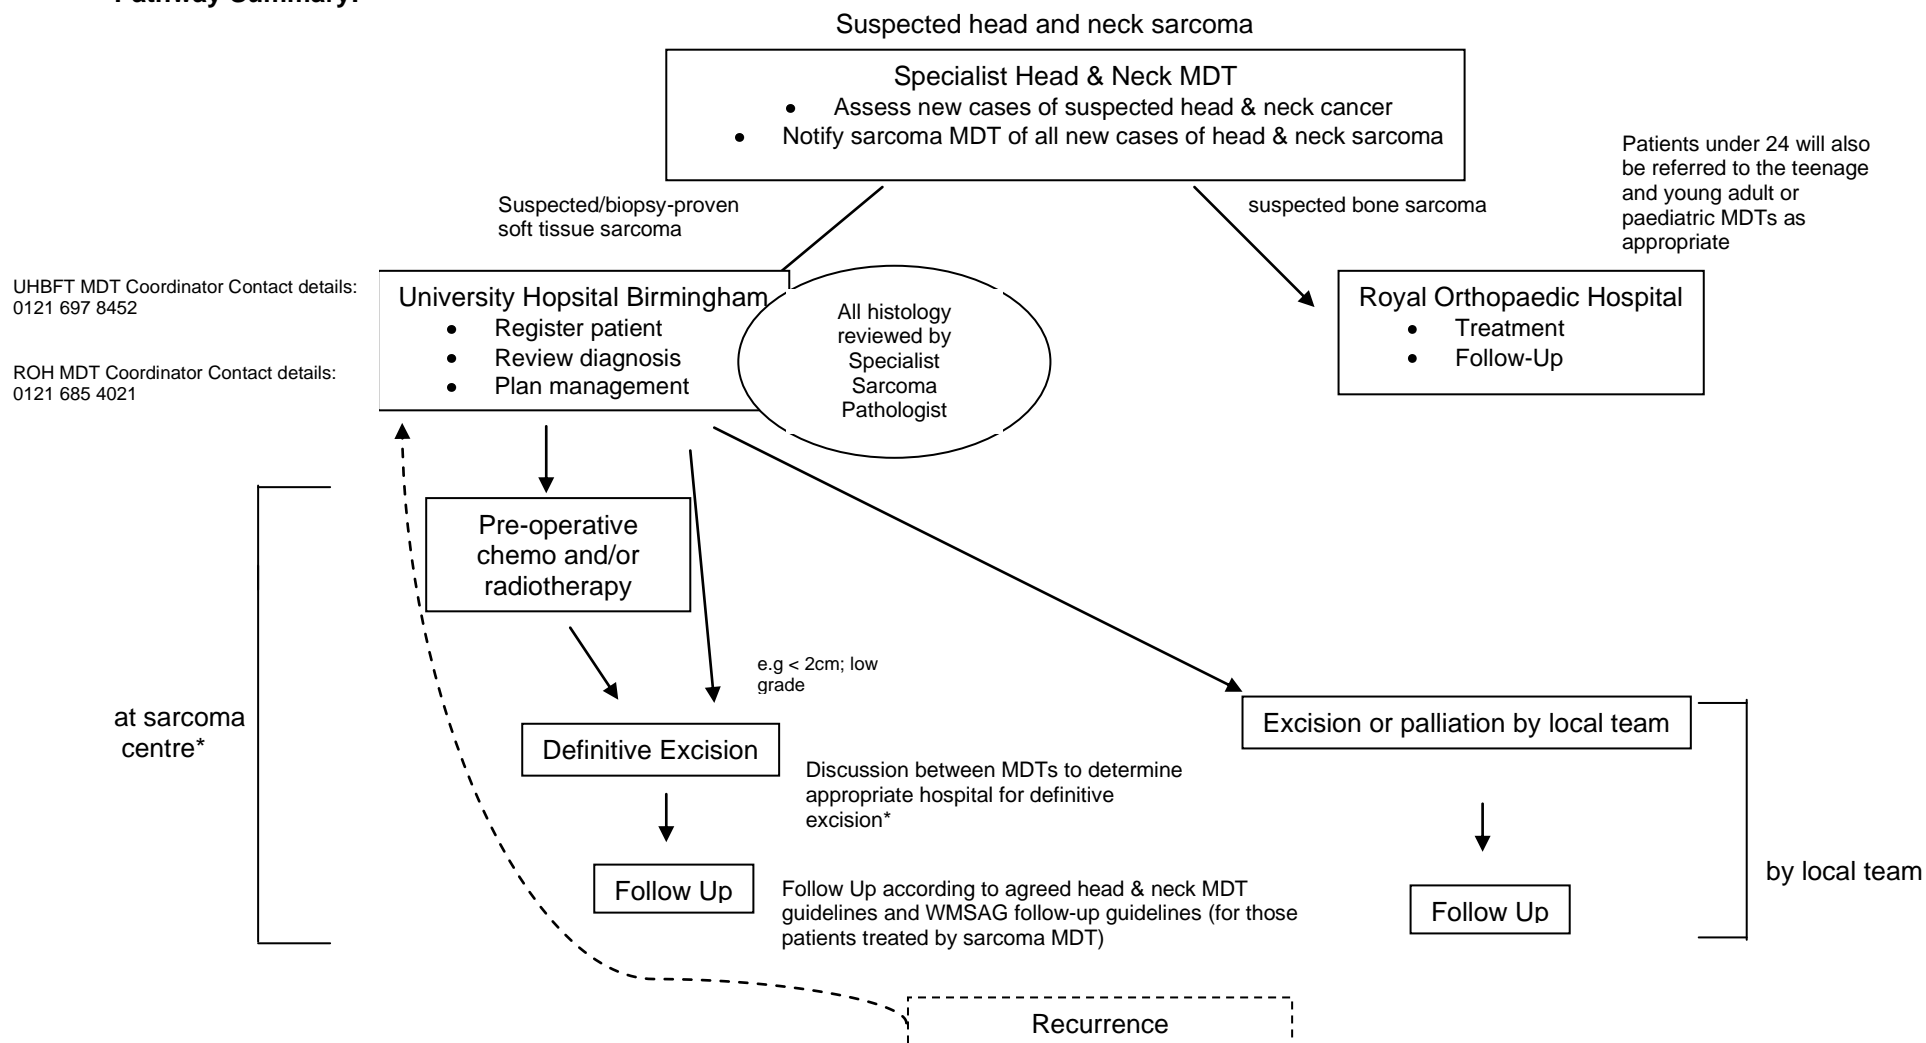 Pathway Summary:
Suspected head and neck sarcoma
Specialist Head & Neck MDT
• Assess new cases of suspected head & neck cancer
• Notify sarcoma MDT of all new cases of head & neck sarcoma
Patients under 24 will also
be referred to the teenage
and young adult or
paediatric MDTs as
appropriate
Suspected/biopsy-proven
soft tissue sarcoma
suspected bone sarcoma
UHBFT MDT Coordinator Contact details:
0121 697 8452
ROH MDT Coordinator Contact details:
0121 685 4021
University Hopsital Birmingham
• Register patient
• Review diagnosis
• Plan management
All histology
reviewed by
Specialist
Sarcoma
Pathologist
Royal Orthopaedic Hospital
• Treatment
• Follow-Up
Pre-operative
chemo and/or
radiotherapy
e.g < 2cm; low
grade
at sarcoma
centre*
Definitive Excision
Excision or palliation by local team
Discussion between MDTs to determine
appropriate hospital for definitive
excision*
Follow Up
Follow Up according to agreed head & neck MDT
guidelines and WMSAG follow-up guidelines (for those
patients treated by sarcoma MDT)
Follow Up
by local team
Recurrence